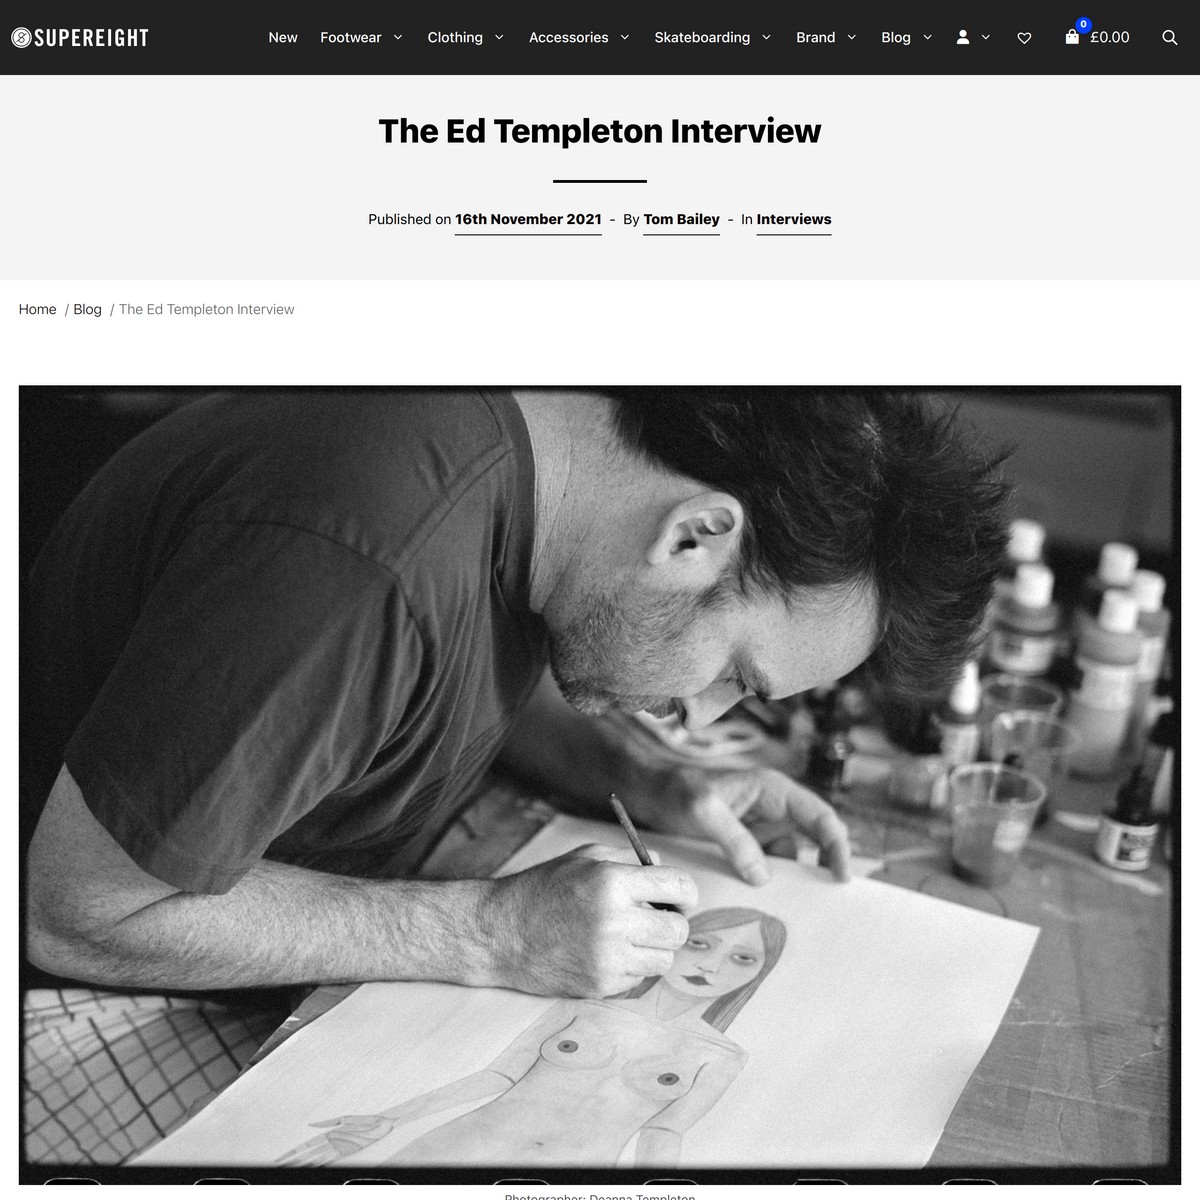 SUPEREIGHT New Footwear Clothing Accessories Skateboarding Brand Blog 0 £0.00
The Ed Templeton Interview
Published on 16th November 2021 - By Tom Bailey - In Interviews
Home / Blog / The Ed Templeton Interview
Photographer: Deanna Templeton